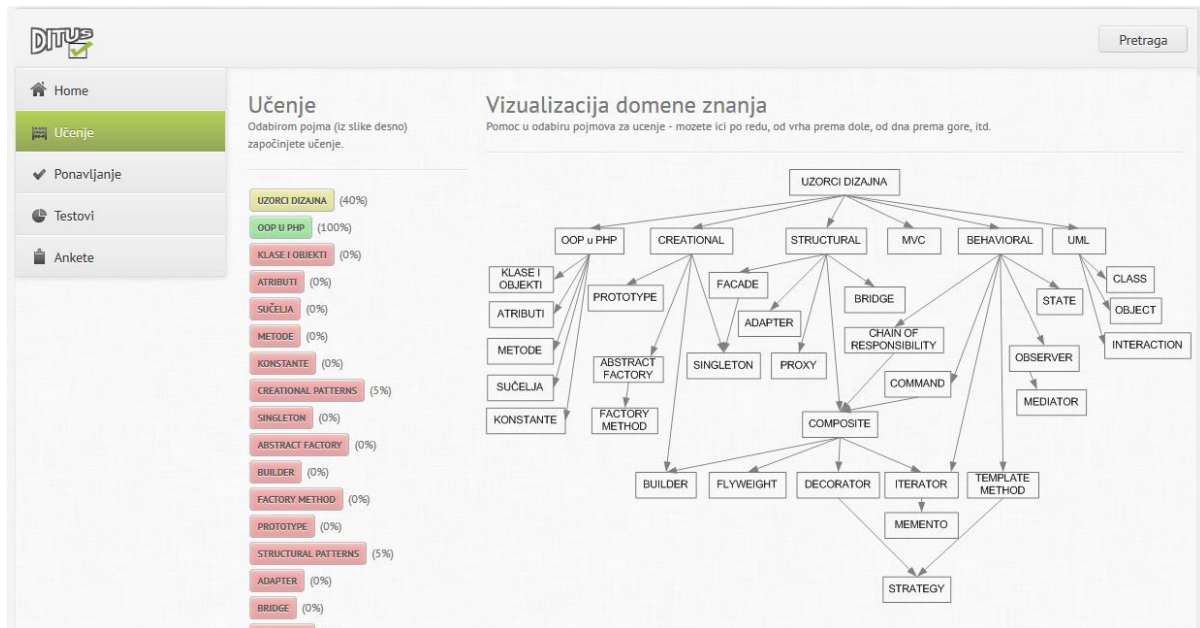 DITUS
Pretraga
Home
Učenje
Ponavljanje
Testovi
Ankete
Učenje
Odabirom pojma (iz slike desno)
započinjete učenje.
UZORCI DIZAJNA (40%)
OOP U PHP (100%)
KLASE I OBJEKTI (0%)
ATRIBUTI (0%)
SUČELJA (0%)
METODE (0%)
KONSTANTE (0%)
CREATIONAL PATTERNS (5%)
SINGLETON (0%)
ABSTRACT FACTORY (0%)
BUILDER (0%)
FACTORY METHOD (0%)
PROTOTYPE (0%)
STRUCTURAL PATTERNS (5%)
ADAPTER (0%)
BRIDGE (0%)
Vizualizacija domene znanja
Pomoc u odabiru pojmova za ucenje - mozete ici po redu, od vrha prema dole, od dna prema gore, itd.
UZORCI DIZAJNA
OOP u PHP
CREATIONAL
STRUCTURAL
MVC
BEHAVIORAL
UML
KLASE I
OBJEKTI
ATRIBUTI
METODE
SUČELJA
KONSTANTE
PROTOTYPE
ABSTRACT
FACTORY
FACTORY
METHOD
FACADE
SINGLETON
ADAPTER
PROXY
BRIDGE
CHAIN OF
RESPONSIBILITY
COMMAND
COMPOSITE
STATE
OBSERVER
MEDIATOR
CLASS
OBJECT
INTERACTION
BUILDER
FLYWEIGHT
DECORATOR
ITERATOR
TEMPLATE
METHOD
MEMENTO
STRATEGY